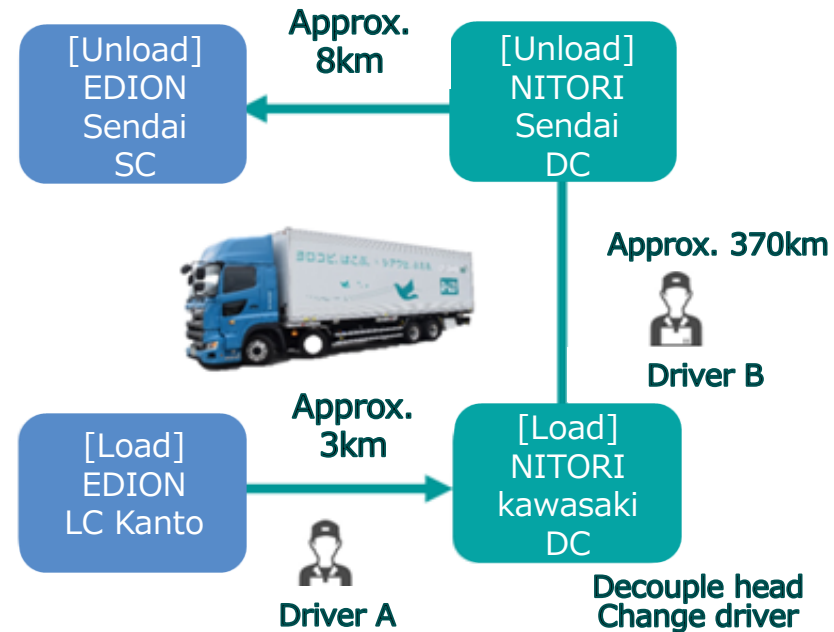 [Unload]
EDION
Sendai
SC
Approx.
8km
[Unload]
NITORI
Sendai
DC
Approx. 370km
Driver B
[Load]
EDION
LC Kanto
Approx.
3km
Driver A
[Load]
NITORI
kawasaki
DC
Decouple head
Change driver